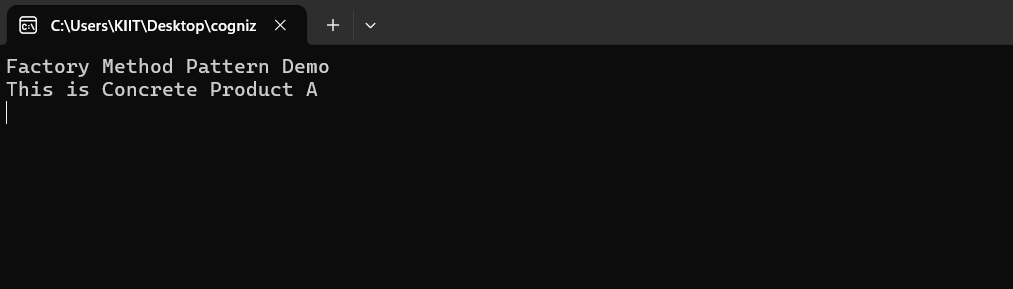 C:\Users\KIIT\Desktop\cogniz
Factory Method Pattern Demo
This is Concrete Product A